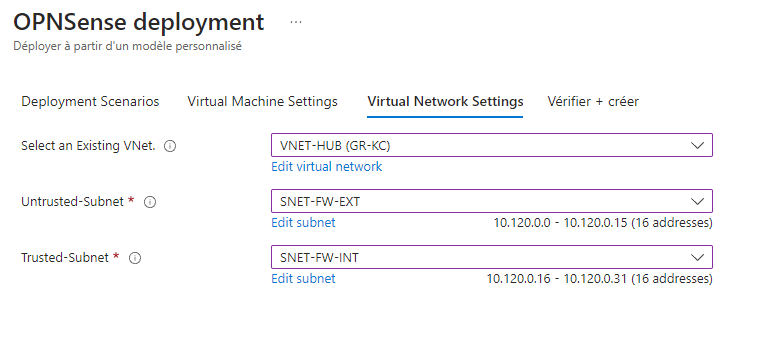 OPNSense deployment ...
Déployer à partir d'un modèle personnalisé
Deployment Scenarios Virtual Machine Settings Virtual Network Settings Vérifier + créer
Select an Existing VNet. VNET-HUB (GR-KC)
Edit virtual network
Untrusted-Subnet * SNET-FW-EXT
Edit subnet 10.120.0.0 - 10.120.0.15 (16 addresses)
Trusted-Subnet * SNET-FW-INT
Edit subnet 10.120.0.16 - 10.120.0.31 (16 addresses)